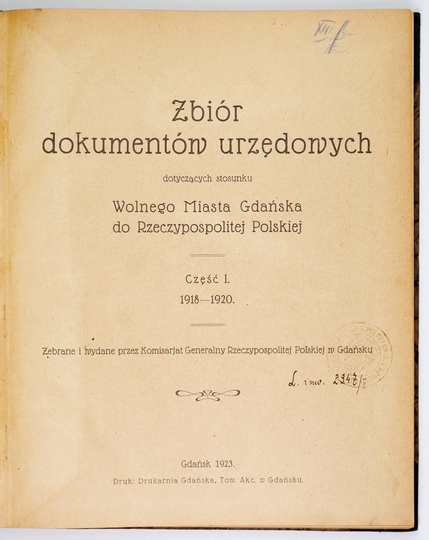 Zbiór
dokumentów urzędowych
dotyczących stosunku
Wolnego Miasta Gdańska
do Rzeczypospolitej Polskiej
Część I.
1918—1920.
Zebrane i wydane przez Komisarjat Generalny Rzeczypospolitej Polskiej w Gdańsku
L. inw.
Gdańsk 1923.
Druk: Drukarnia Gdańska, Tow. Akc. w Gdańsku.